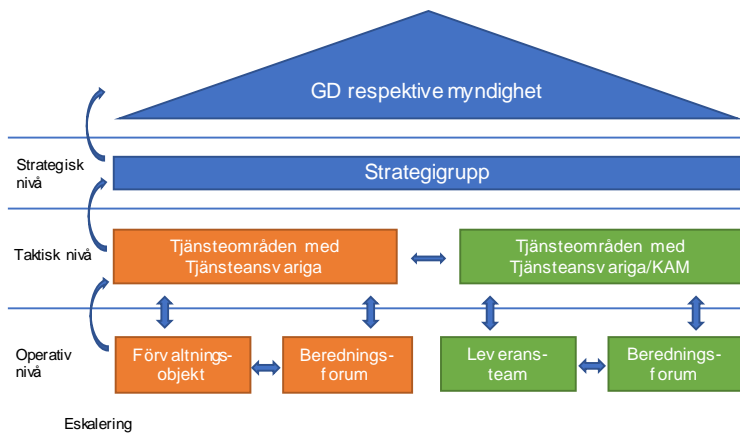 GD respektive myndighet
Strategisk
nivå
Strategigrupp
Taktisk nivå
Tjänsteområden med
Tjänsteansvariga
Tjänsteområden med
Tjänsteansvariga/KAM
Operativ
nivå
Förvaltnings-
objekt
Berednings-
forum
Leverans-
team
Berednings-
forum
Eskalering